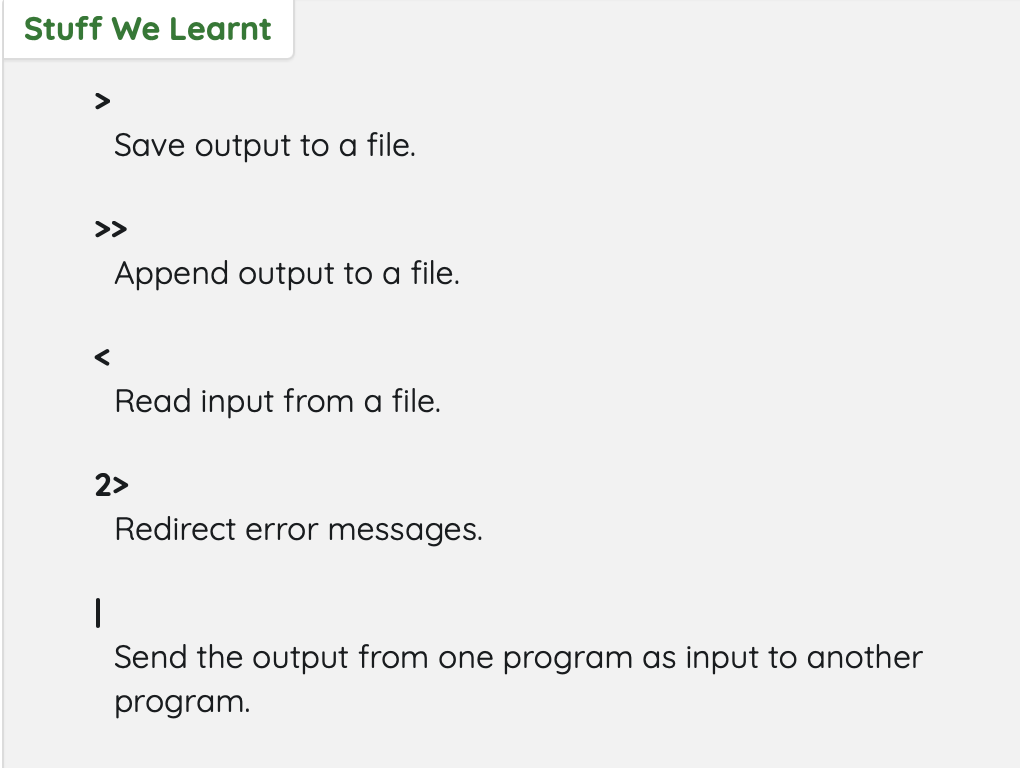 Stuff We Learnt
>
Save output to a file.
>>
Append output to a file.
<
Read input from a file.
2>
Redirect error messages.
|
Send the output from one program as input to another
program.